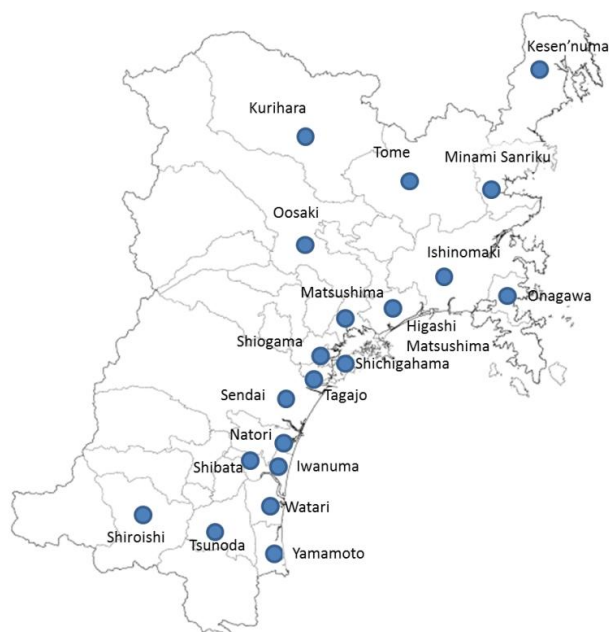 Kesen'numa
Kurihara
Tome
Minami Sanriku
Oosaki
Ishinomaki
Matsushima
Onagawa
Higashi
Matsushima
Shiogama
Shichigahama
Sendai
Tagajo
Natori
Shibata
Iwanuma
Watari
Shiroishi
Tsunoda
Yamamoto